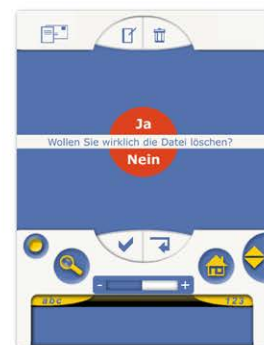 Ja
Wollen Sie wirklich die Datei löschen?
Nein
- +
abc 123